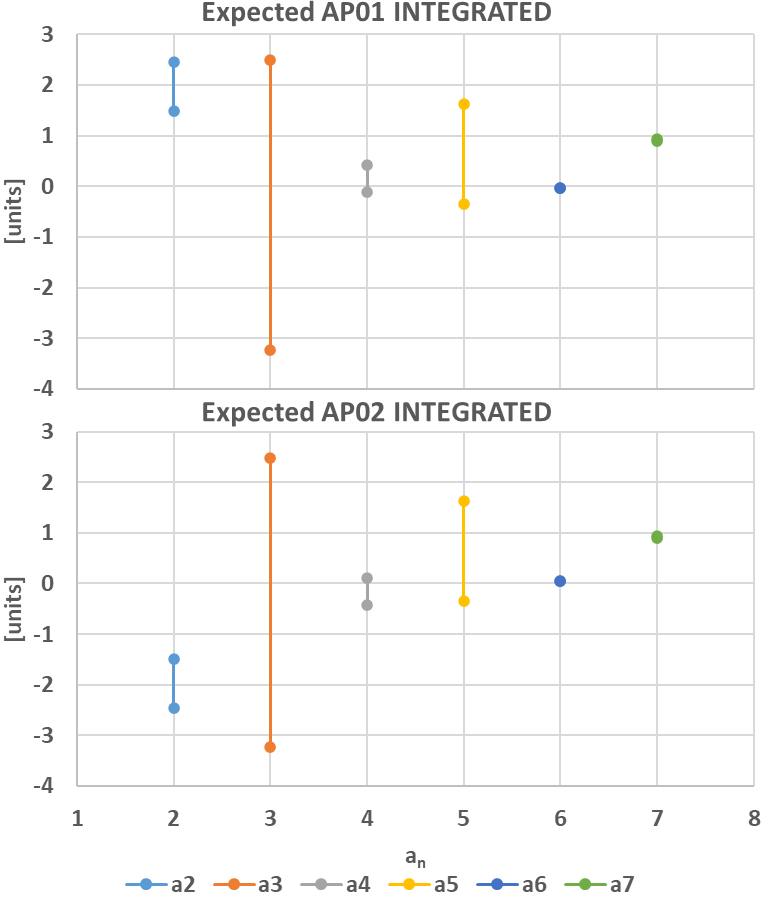 Expected AP01 INTEGRATED
3
2
1
0
-1
-2
-3
-4
[units]
Expected AP02 INTEGRATED
3
2
1
0
-1
-2
-3
-4
[units]
1 2 3 4 5 6 7 8
an
a2 a3 a4 a5 a6 a7